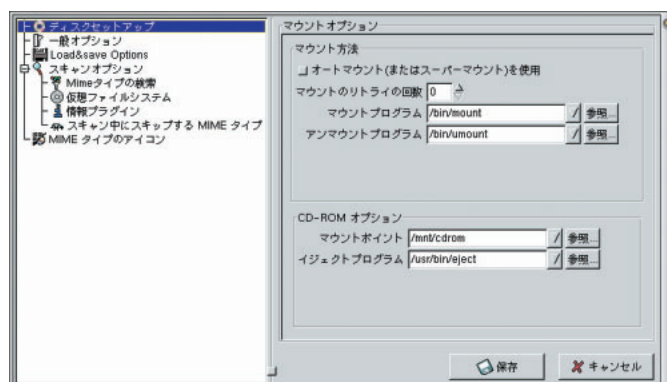 ディスクセットアップ
一般オプション
Load&save Options
スキャンオプション
Mimeタイプの検索
仮想ファイルシステム
情報プラグイン
スキャン中にスキップする MIME タイプ
MIME タイプのアイコン
マウントオプション
マウント方法
オートマウント(またはスーパーマウント)を使用
マウントのリトライの回数 0
マウントプログラム /bin/mount / 参照...
アンマウントプログラム /bin/umount / 参照...
CD-ROM オプション
マウントポイント /mnt/cdrom / 参照...
イジェクトプログラム /usr/bin/eject / 参照...
保存
キャンセル